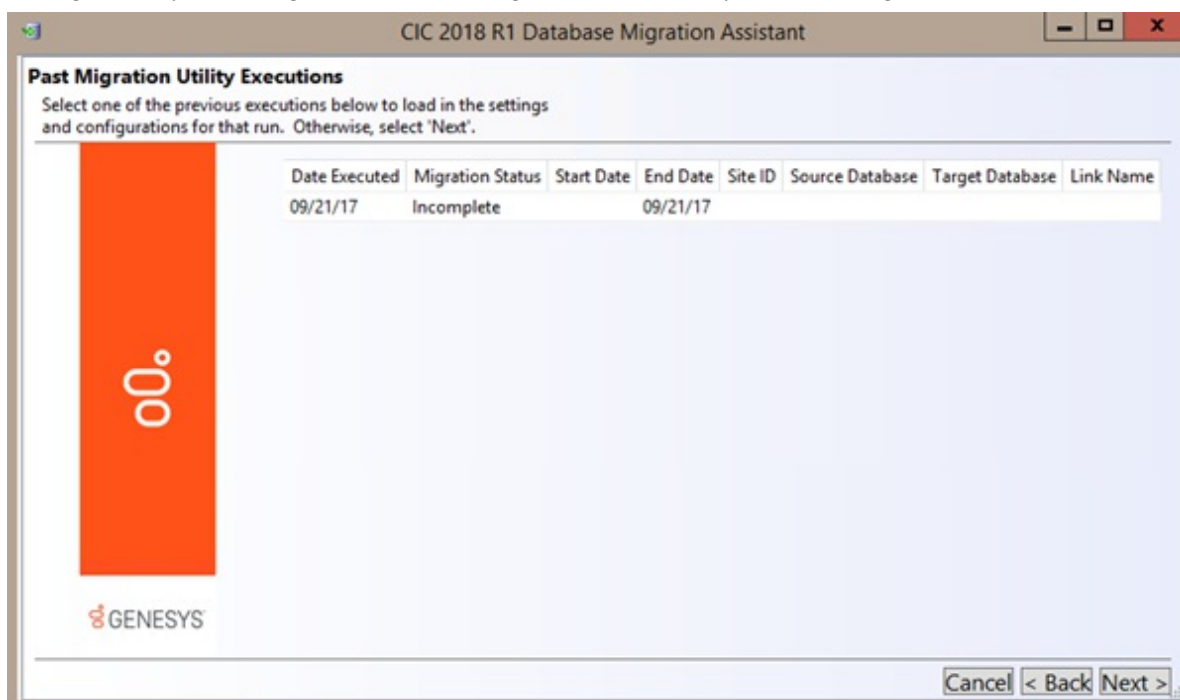 CIC 2018 R1 Database Migration Assistant
Past Migration Utility Executions
Select one of the previous executions below to load in the settings
and configurations for that run. Otherwise, select 'Next'.
Date Executed Migration Status Start Date End Date Site ID Source Database Target Database Link Name
09/21/17 Incomplete 09/21/17
GENESYS
Cancel < Back Next >